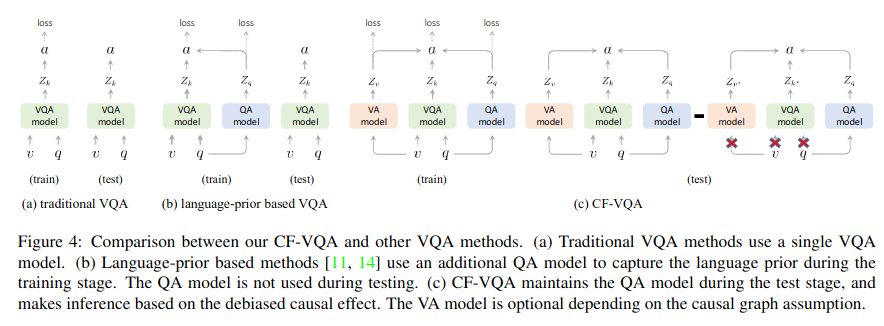 loss loss loss loss loss loss
a a a a a a a
Z_k Z_k Z_k Z_q Z_k Z_v Z_k Z_q Z_v Z_k Z_q Z_v* Z_k* Z_q
VQA model VQA model VQA model QA model VQA model VA model VQA model QA model VA model VQA model QA model - VA model VQA model QA model
v q v q v q v q v q v q v q
(train) (test) (train) (test) (train) (test)
(a) traditional VQA (b) language-prior based VQA (c) CF-VQA
Figure 4: Comparison between our CF-VQA and other VQA methods. (a) Traditional VQA methods use a single VQA
model. (b) Language-prior based methods [11, 14] use an additional QA model to capture the language prior during the
training stage. The QA model is not used during testing. (c) CF-VQA maintains the QA model during the test stage, and
makes inference based on the debiased causal effect. The VA model is optional depending on the causal graph assumption.